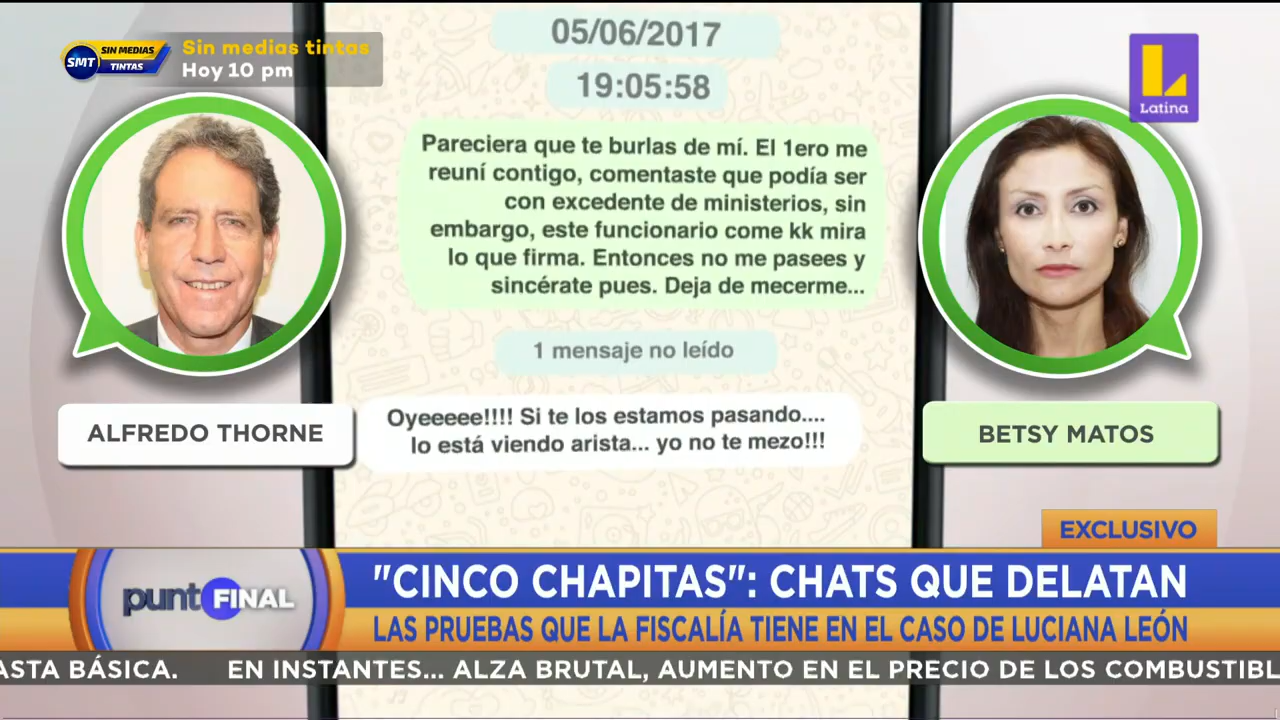 SMT
SIN MEDIAS
TINTAS
Sin medias tintas
Hoy 10 pm
Latina
05/06/2017
19:05:58
Pareciera que te burlas de mí. El 1ero me
reuní contigo, comentaste que podía ser
con excedente de ministerios, sin
embargo, este funcionario come kk mira
lo que firma. Entonces no me pasees y
sincérate pues. Deja de mecerme...
1 mensaje no leído
Oyeeeee!!!! Si te los estamos pasando....
lo está viendo arista... yo no te mezo!!!
ALFREDO THORNE
BETSY MATOS
EXCLUSIVO
punto FINAL
"CINCO CHAPITAS": CHATS QUE DELATAN
LAS PRUEBAS QUE LA FISCALÍA TIENE EN EL CASO DE LUCIANA LEÓN
ASTA BÁSICA. EN INSTANTES... ALZA BRUTAL, AUMENTO EN EL PRECIO DE LOS COMBUSTIBL